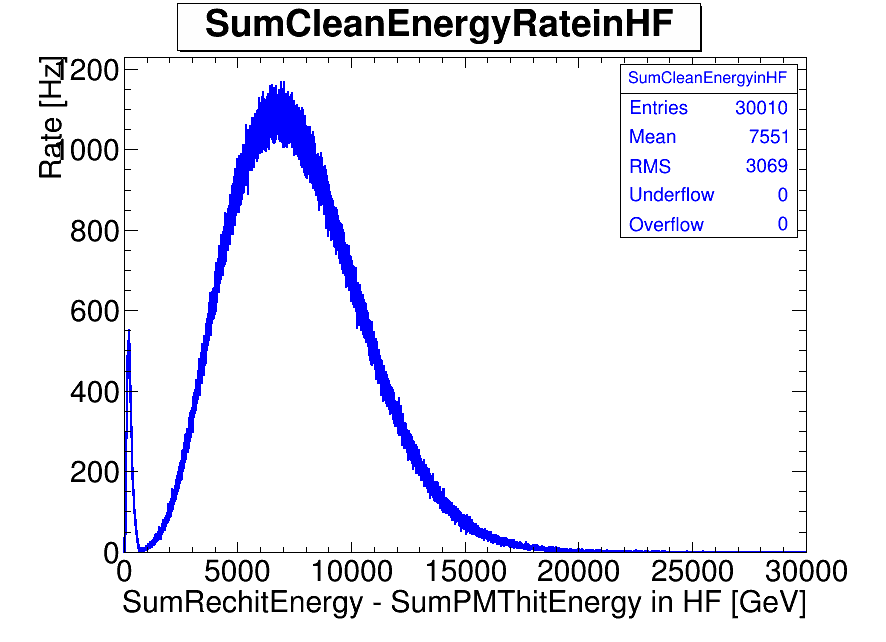 SumCleanEnergyRateinHF
SumCleanEnergyinHF
Entries 30010
Mean 7551
RMS 3069
Underflow 0
Overflow 0
Rate [Hz]
1200
1000
800
600
400
200
0
0 5000 10000 15000 20000 25000 30000
SumRechitEnergy - SumPMThitEnergy in HF [GeV]